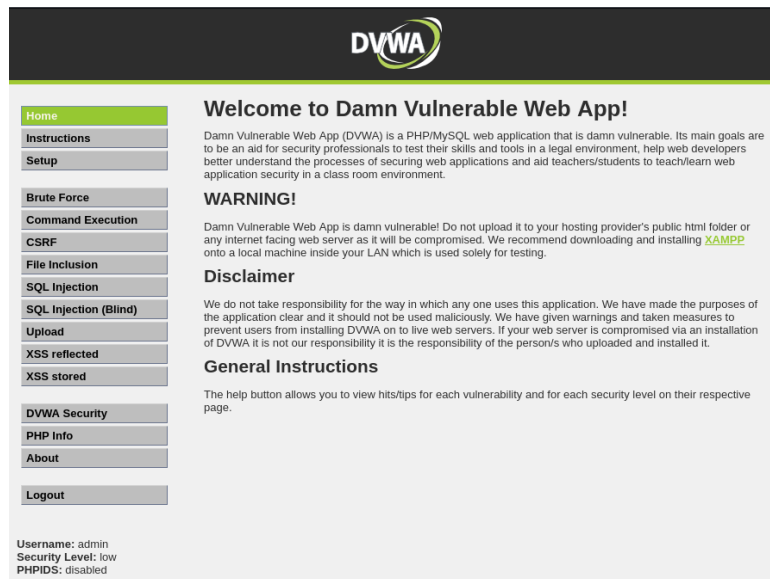 DVWA
Home
Instructions
Setup
Brute Force
Command Execution
CSRF
File Inclusion
SQL Injection
SQL Injection (Blind)
Upload
XSS reflected
XSS stored
DVWA Security
PHP Info
About
Logout
Username: admin
Security Level: low
PHPIDS: disabled
Welcome to Damn Vulnerable Web App!
Damn Vulnerable Web App (DVWA) is a PHP/MySQL web application that is damn vulnerable. Its main goals are
to be an aid for security professionals to test their skills and tools in a legal environment, help web developers
better understand the processes of securing web applications and aid teachers/students to teach/learn web
application security in a class room environment.
WARNING!
Damn Vulnerable Web App is damn vulnerable! Do not upload it to your hosting provider's public html folder or
any internet facing web server as it will be compromised. We recommend downloading and installing XAMPP
onto a local machine inside your LAN which is used solely for testing.
Disclaimer
We do not take responsibility for the way in which any one uses this application. We have made the purposes of
the application clear and it should not be used maliciously. We have given warnings and taken measures to
prevent users from installing DVWA on to live web servers. If your web server is compromised via an installation
of DVWA it is not our responsibility it is the responsibility of the person/s who uploaded and installed it.
General Instructions
The help button allows you to view hits/tips for each vulnerability and for each security level on their respective
page.